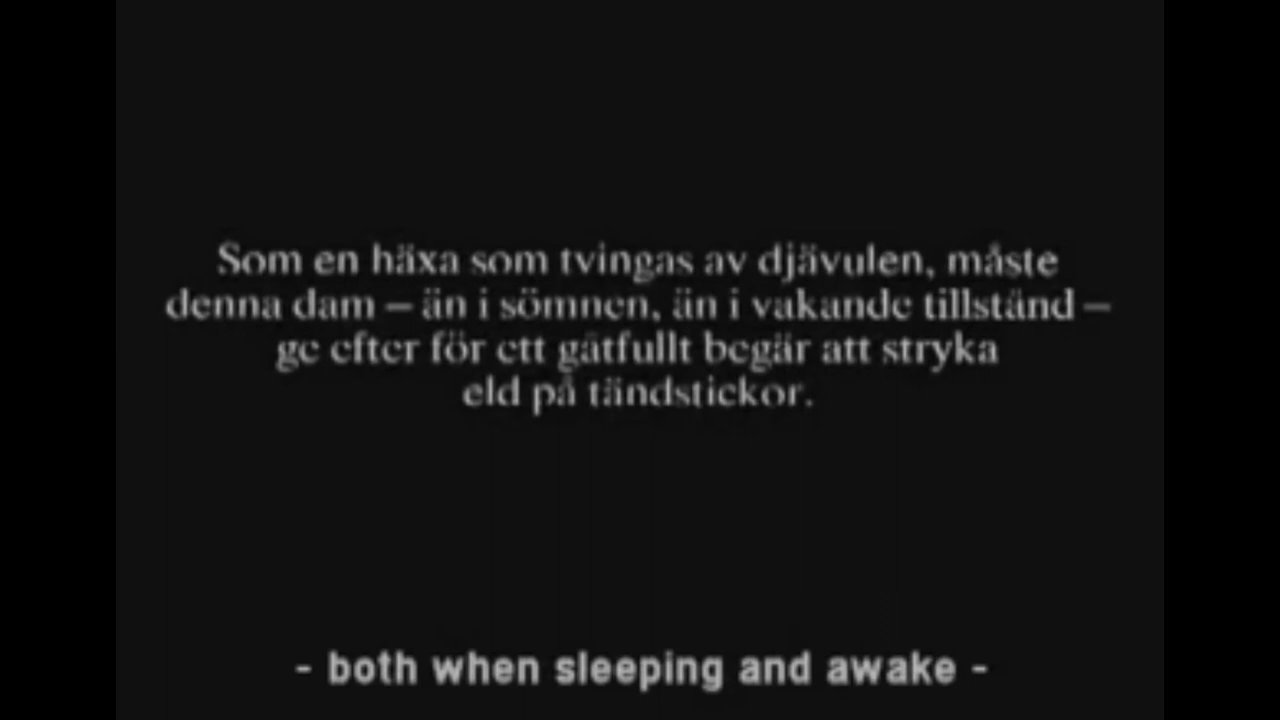 Som en häxa som tvingas av djävulen, måste
denna dam – än i sömnen, än i vakande tillstånd –
ge efter för ett gåtfullt begär att stryka
eld på tändstickor.
- both when sleeping and awake -